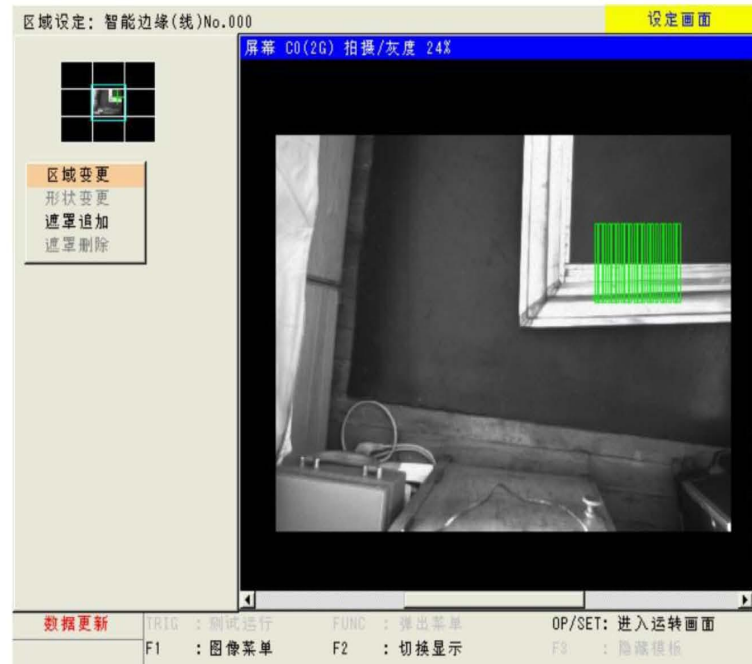 区域设定: 智能边缘(线)No.000
设定画面
屏幕 C0(2G) 拍摄/灰度 24%
区域变更
形状变更
遮罩追加
遮罩删除
数据更新
TRIG : 测试运行
FUNC : 弹出菜单
OP/SET: 进入运转画面
F1 : 图像菜单
F2 : 切换显示
F3 : 隐藏模板